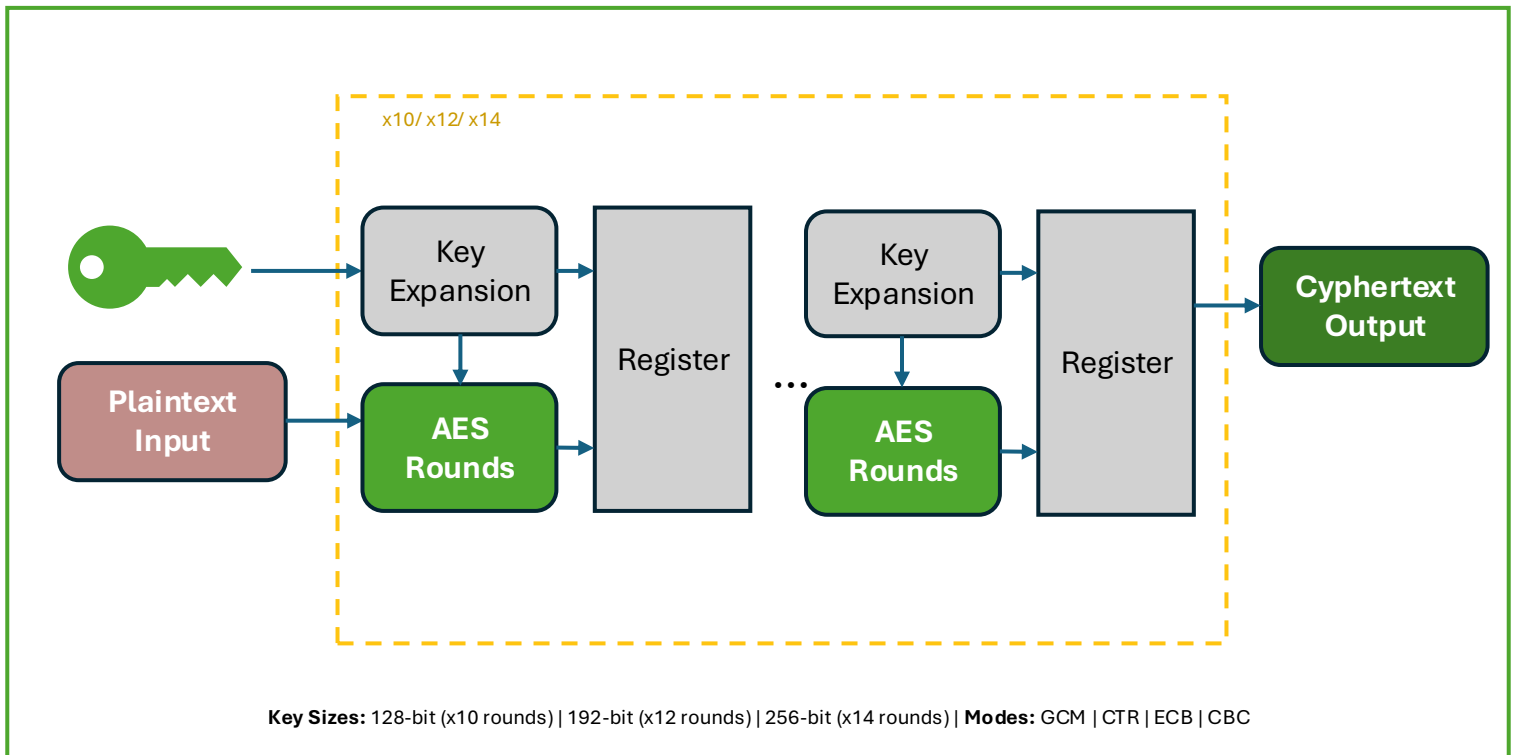 x10/ x12/ x14
Key
Expansion
Register
Key
Expansion
Register
Cyphertext
Output
Plaintext
Input
AES
Rounds
...
AES
Rounds
Key Sizes: 128-bit (x10 rounds) | 192-bit (x12 rounds) | 256-bit (x14 rounds) | Modes: GCM | CTR | ECB | CBC